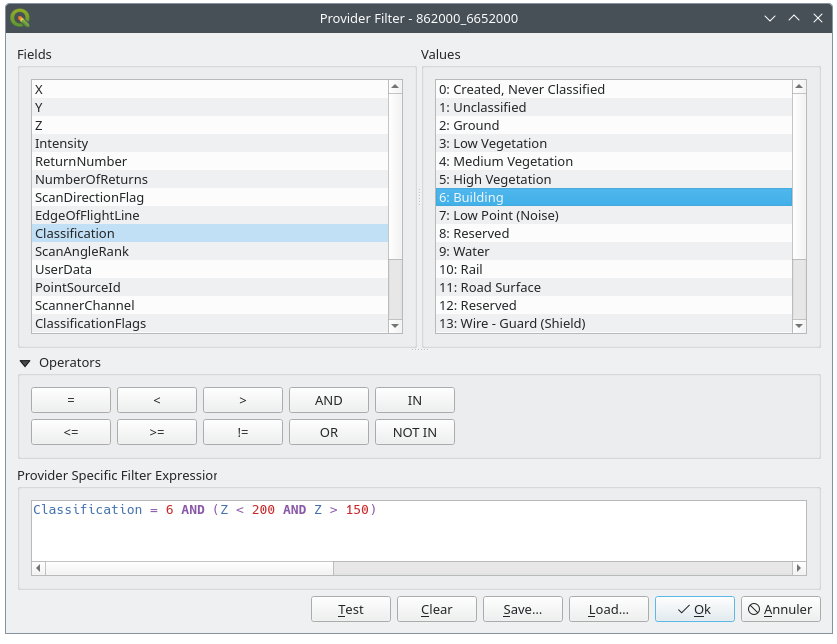 Provider Filter - 862000_6652000
Fields
X
Y
Z
Intensity
ReturnNumber
NumberOfReturns
ScanDirectionFlag
EdgeOfFlightLine
Classification
ScanAngleRank
UserData
PointSourceId
ScannerChannel
ClassificationFlags
Values
0: Created, Never Classified
1: Unclassified
2: Ground
3: Low Vegetation
4: Medium Vegetation
5: High Vegetation
6: Building
7: Low Point (Noise)
8: Reserved
9: Water
10: Rail
11: Road Surface
12: Reserved
13: Wire - Guard (Shield)
Operators
= < > AND IN
<= >= != OR NOT IN
Provider Specific Filter Expression
Classification = 6 AND (Z < 200 AND Z > 150)
Test Clear Save... Load... Ok Annuler